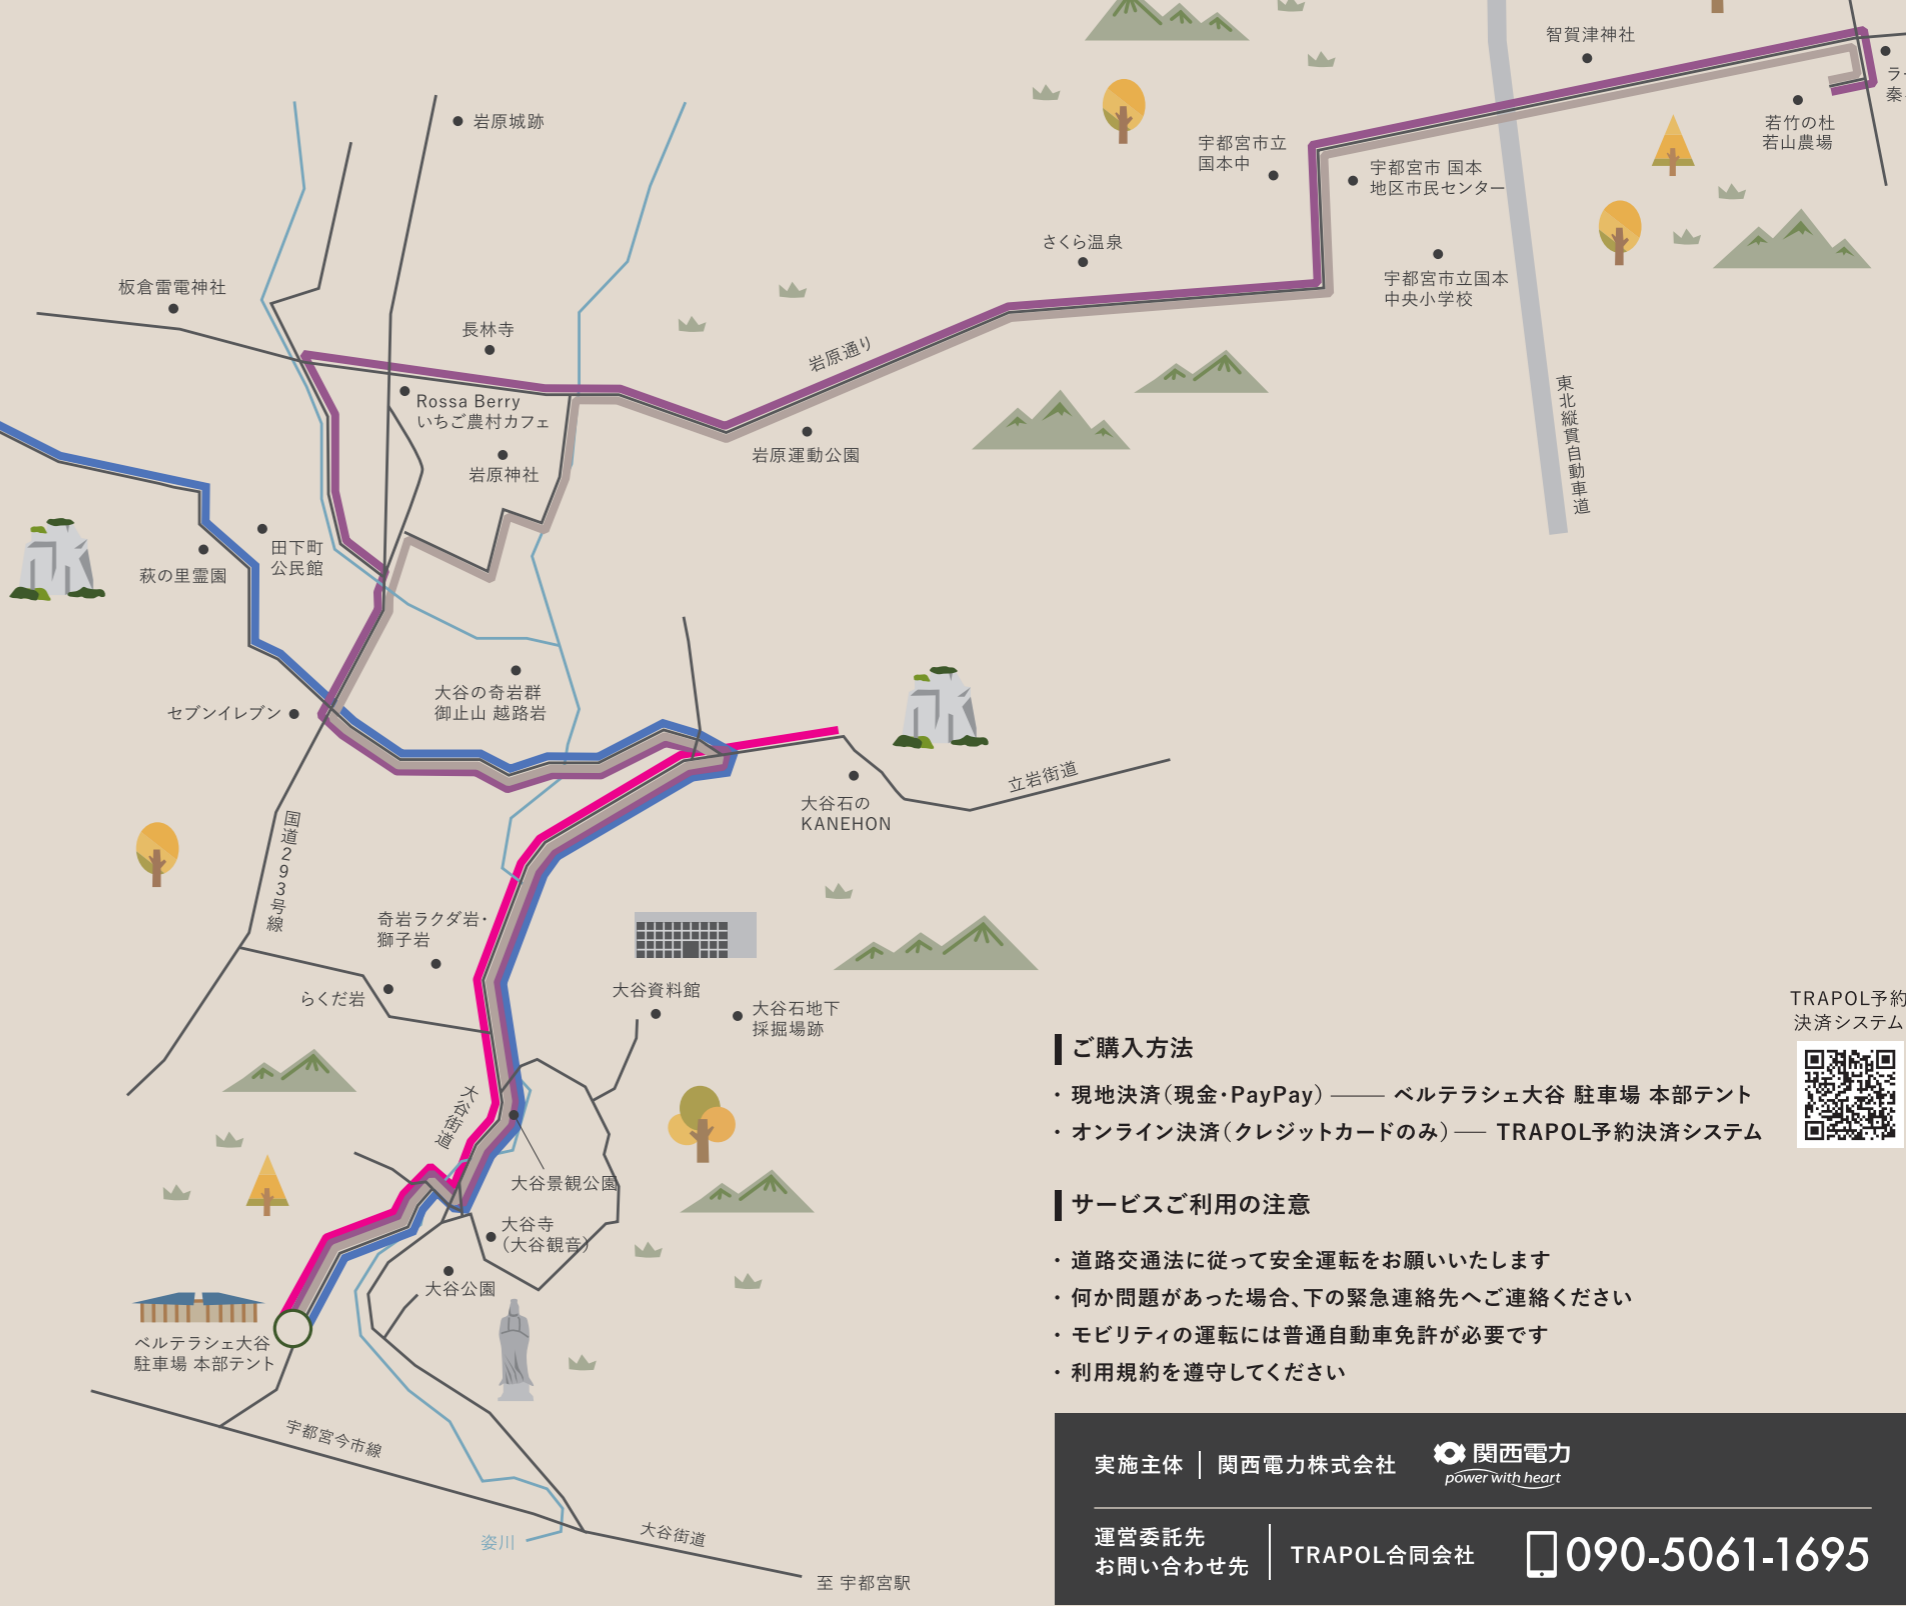 智賀津神社
若竹の杜
若山農場
岩原城跡
宇都宮市立
国本中
宇都宮市 国本
地区市民センター
さくら温泉
宇都宮市立国本
中央小学校
板倉雷電神社
長林寺
岩原通り
Rossa Berry
いちご農村カフェ
岩原神社
岩原運動公園
東北縦貫自動車道
田下町
公民館
萩の里霊園
大谷の奇岩群
御止山 越路岩
セブンイレブン
大谷石の
KANEHON
立岩街道
国道293号線
奇岩ラクダ岩・
獅子岩
らくだ岩
大谷資料館
大谷石地下
採掘場跡
大谷街道
大谷景観公園
大谷寺
(大谷観音)
大谷公園
ベルテラシェ大谷
駐車場 本部テント
宇都宮今市線
姿川
大谷街道
至 宇都宮駅
TRAPOL予約
決済システム
ご購入方法
・現地決済(現金・PayPay)―― ベルテラシェ大谷 駐車場 本部テント
・オンライン決済(クレジットカードのみ)― TRAPOL予約決済システム
サービスご利用の注意
・道路交通法に従って安全運転をお願いいたします
・何か問題があった場合、下の緊急連絡先へご連絡ください
・モビリティの運転には普通自動車免許が必要です
・利用規約を遵守してください
実施主体 | 関西電力株式会社
関西電力
power with heart
運営委託先
お問い合わせ先
TRAPOL合同会社
090-5061-1695